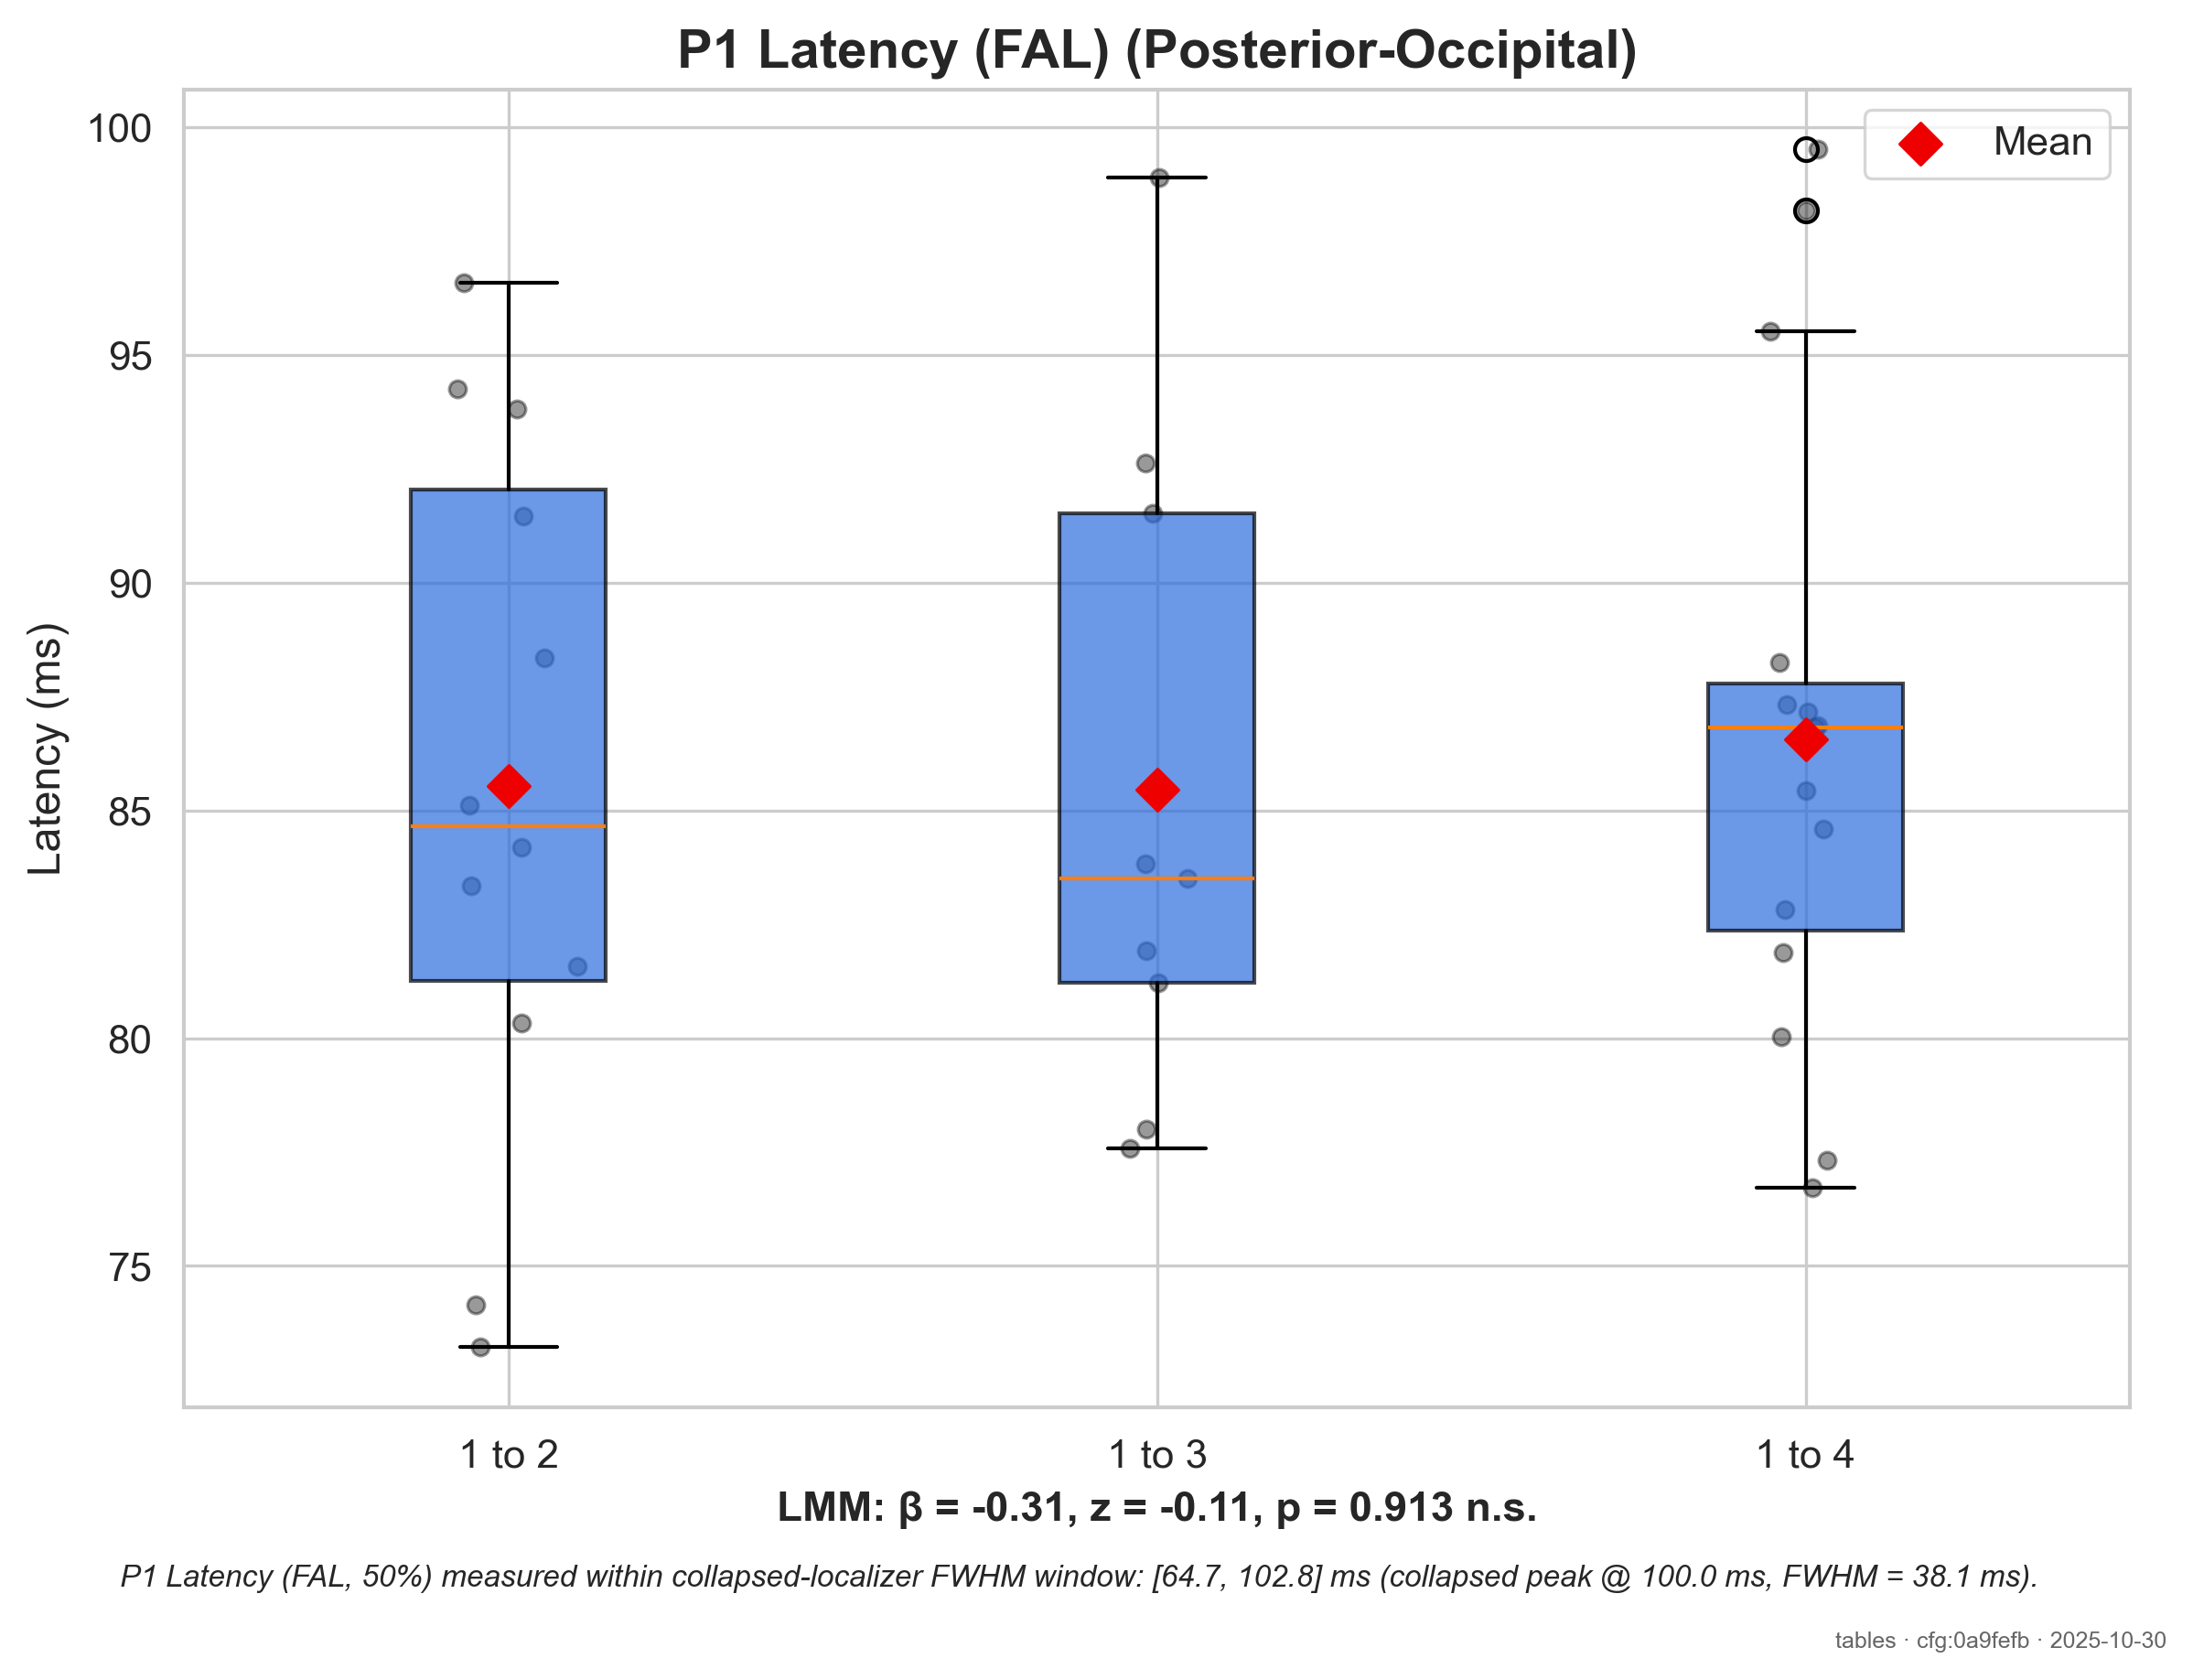 P1 Latency (FAL) (Posterior-Occipital)
Mean
Latency (ms)
100
95
90
85
80
75
1 to 2
1 to 3
1 to 4
LMM: β = -0.31, z = -0.11, p = 0.913 n.s.
P1 Latency (FAL, 50%) measured within collapsed-localizer FWHM window: [64.7, 102.8] ms (collapsed peak @ 100.0 ms, FWHM = 38.1 ms).
tables · cfg:0a9fefb · 2025-10-30